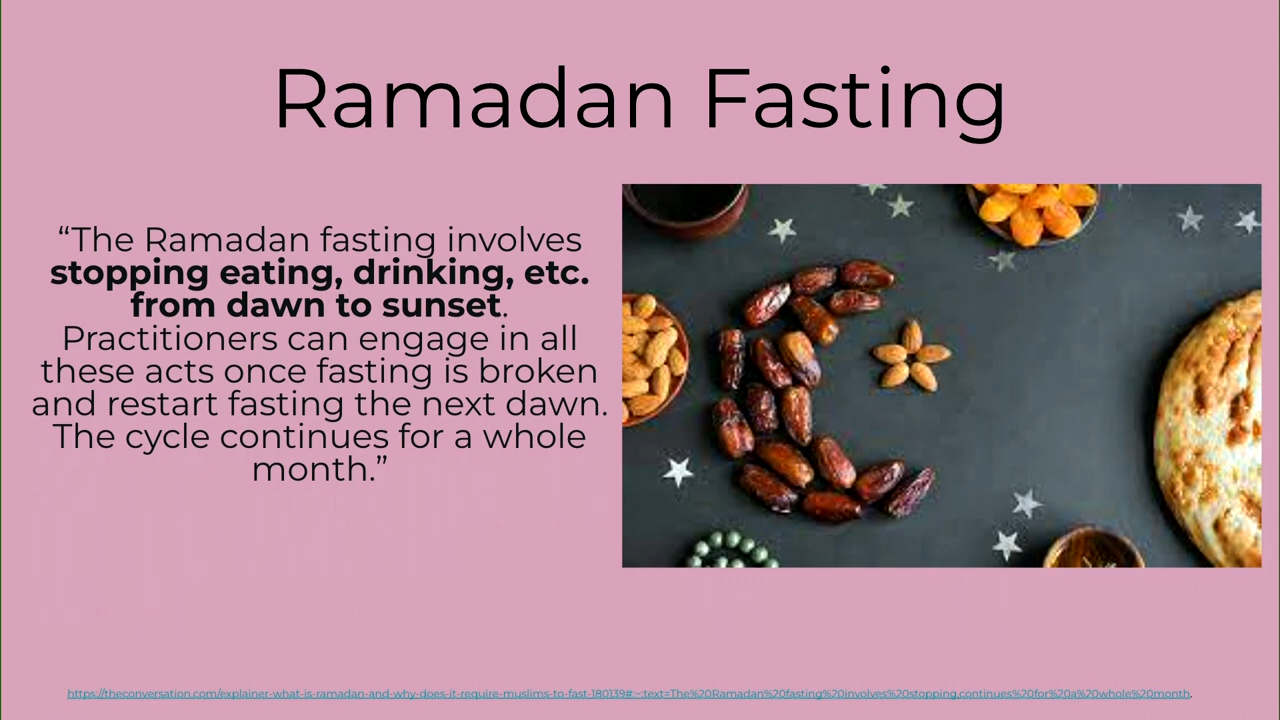 Ramadan Fasting
“The Ramadan fasting involves
stopping eating, drinking, etc.
from dawn to sunset.
Practitioners can engage in all
these acts once fasting is broken
and restart fasting the next dawn.
The cycle continues for a whole
month.”
https://theconversation.com/explainer-what-is-ramadan-and-why-does-it-require-muslims-to-fast-180139#:~:text=The%20Ramadan%20fasting%20involves%20stopping,continues%20for%20a%20whole%20month.